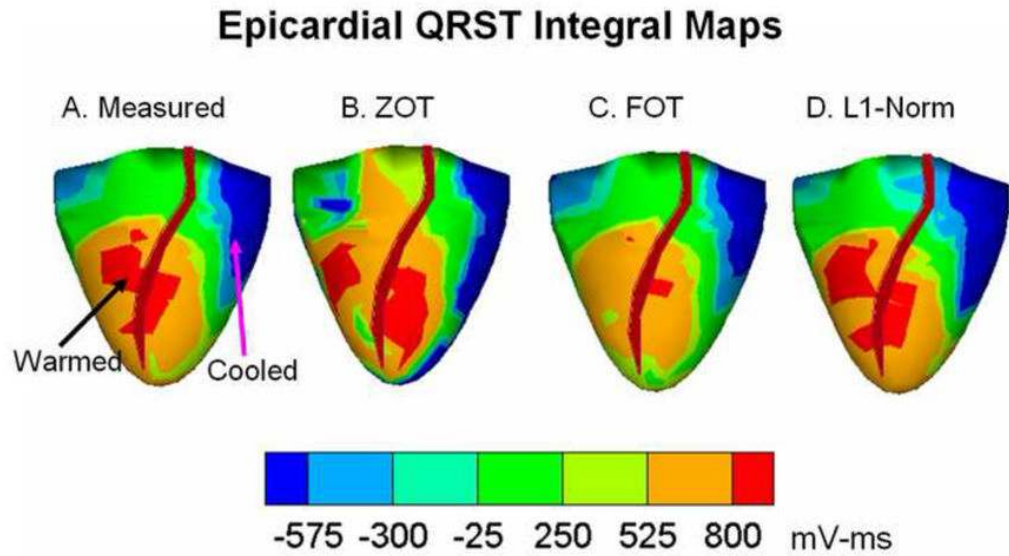 Epicardial QRST Integral Maps
A. Measured B. ZOT C. FOT D. L1-Norm
Warmed Cooled
-575 -300 -25 250 525 800 mV-ms